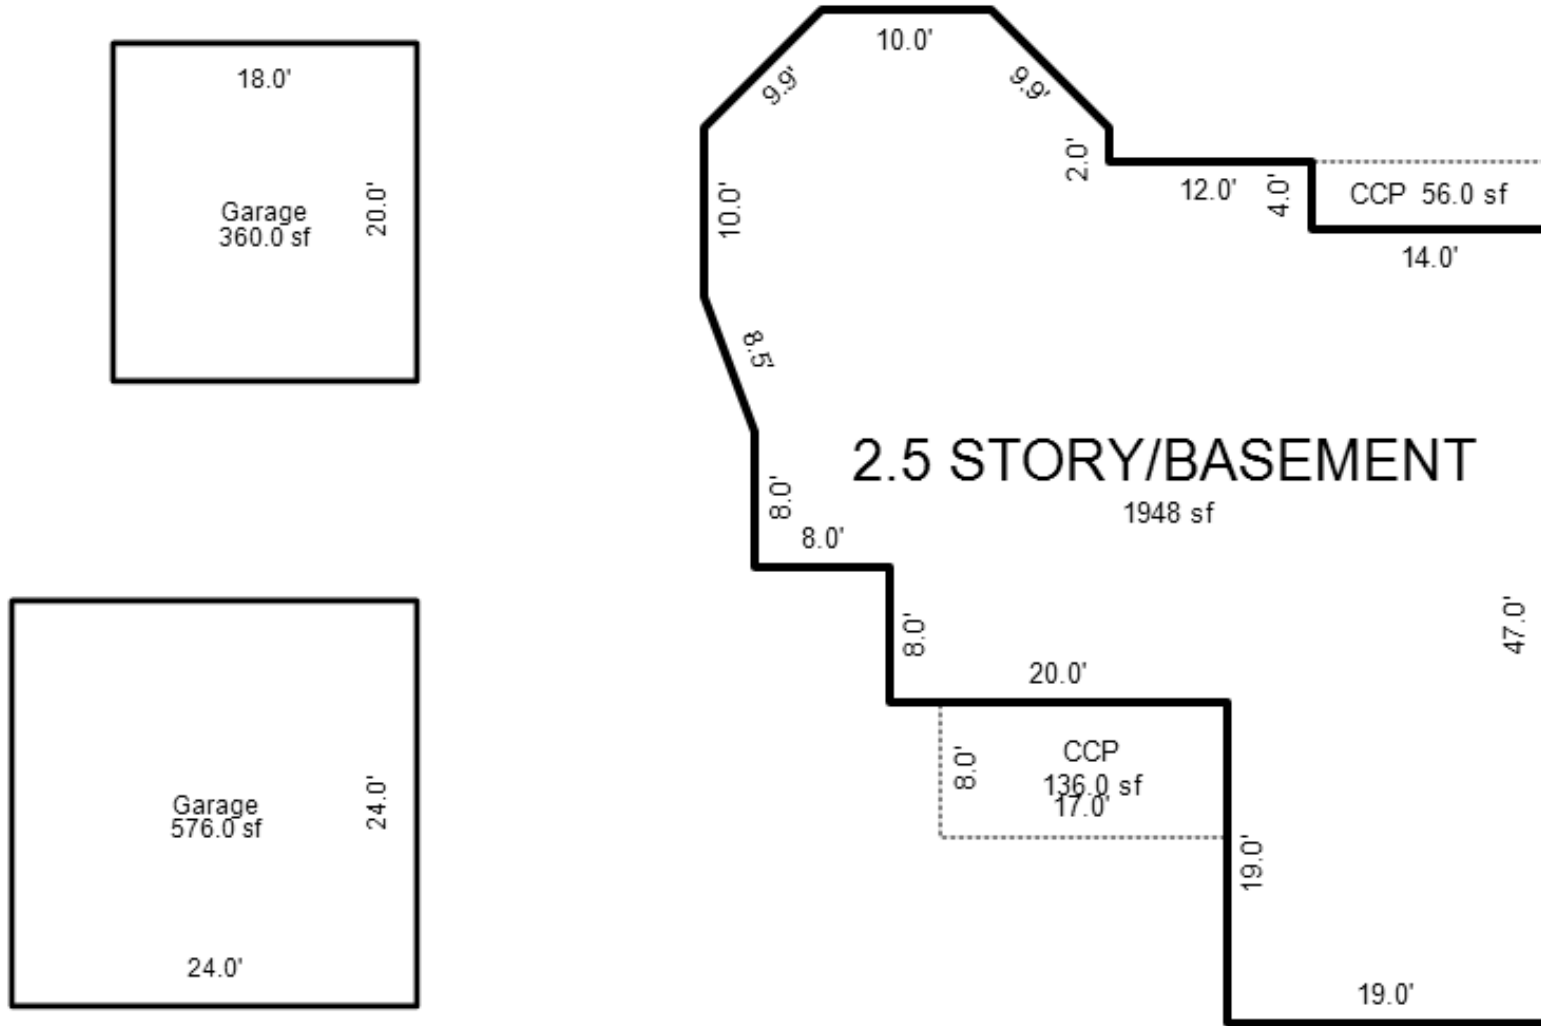 18.0'
20.0'
Garage
360.0 sf
10.0'
9.9'
9.9'
2.0'
12.0'
4.0'
CCP 56.0 sf
14.0'
10.0'
8.5'
2.5 STORY/BASEMENT
1948 sf
8.0'
8.0'
8.0'
47.0'
20.0'
8.0'
CCP
136.0 sf
17.0'
19.0'
19.0'
Garage
576.0 sf
24.0'
24.0'